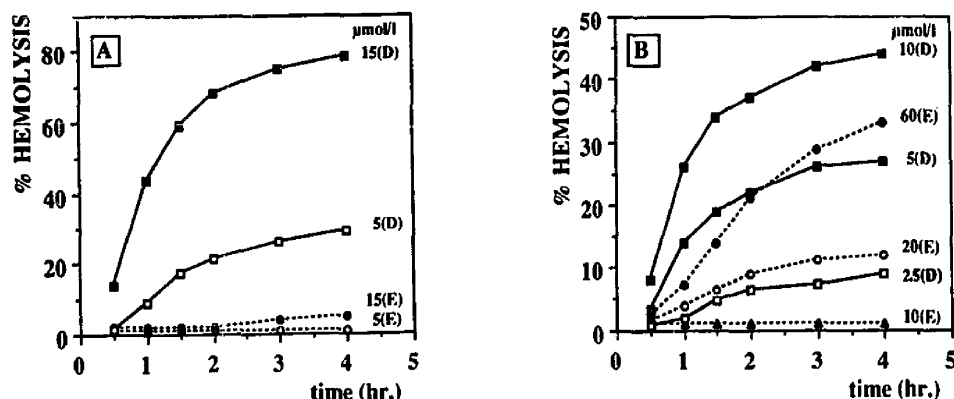 A
% HEMOLYSIS
80
60
40
20
0
0 1 2 3 4 5
time (hr.)
µmol/l
15(D)
5(D)
15(E)
5(E)
B
% HEMOLYSIS
50
40
30
20
10
0
0 1 2 3 4 5
time (hr.)
µmol/l
10(D)
60(E)
5(D)
20(E)
2.5(D)
10(E)